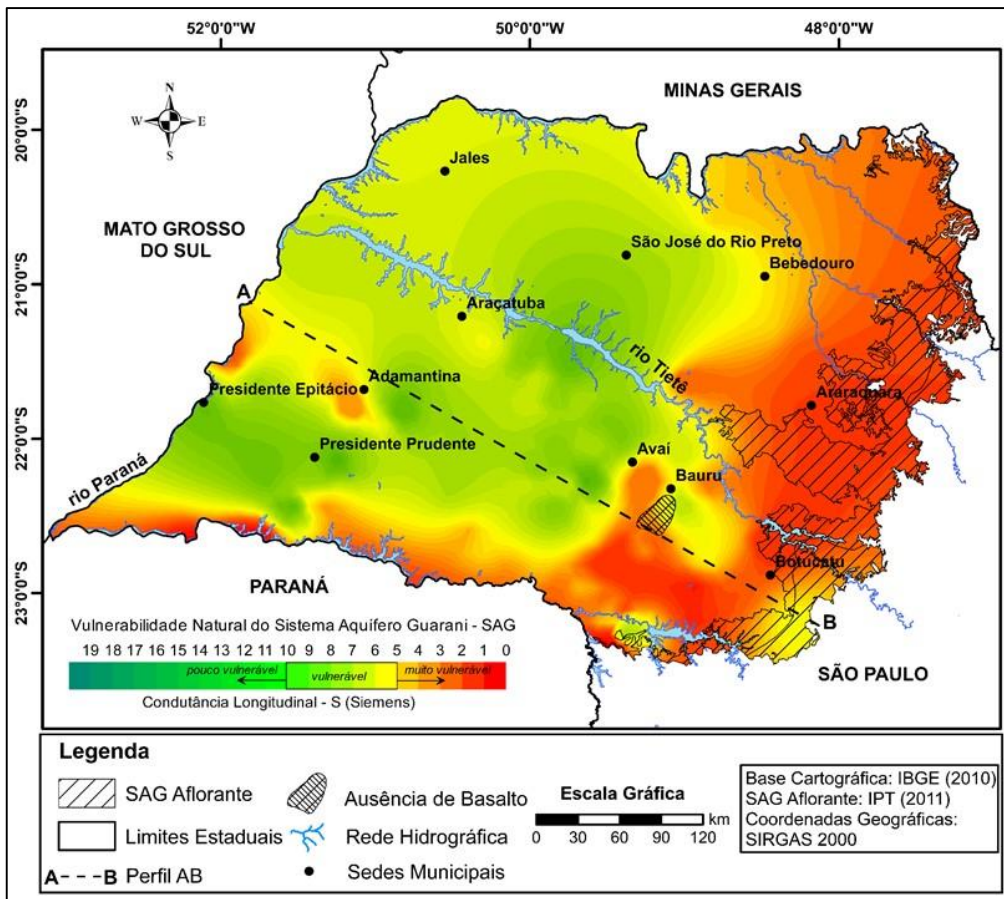 52°0'0"W 50°0'0"W 48°0'0"W
N
W E
S
MINAS GERAIS
20°0'0"S
Jales
MATO GROSSO
DO SUL
São José do Rio Preto
Bebedouro
21°0'0"S
A
Araçatuba
rio Tietê
Adamantina
Presidente Epitácio
Araraquara
22°0'0"S
Presidente Prudente
Avaí
Bauru
rio Paraná
Botucatu
23°0'0"S
PARANÁ
B
SÃO PAULO
Vulnerabilidade Natural do Sistema Aquífero Guarani - SAG
19 18 17 16 15 14 13 12 11 10 9 8 7 6 5 4 3 2 1 0
pouco vulnerável vulnerável muito vulnerável
Condutância Longitudinal - S (Siemens)
Legenda
SAG Aflorante
Limites Estaduais
A B Perfil AB
Ausência de Basalto
Rede Hidrográfica
Sedes Municipais
Escala Gráfica
km
0 30 60 90 120
Base Cartográfica: IBGE (2010)
SAG Aflorante: IPT (2011)
Coordenadas Geográficas:
SIRGAS 2000